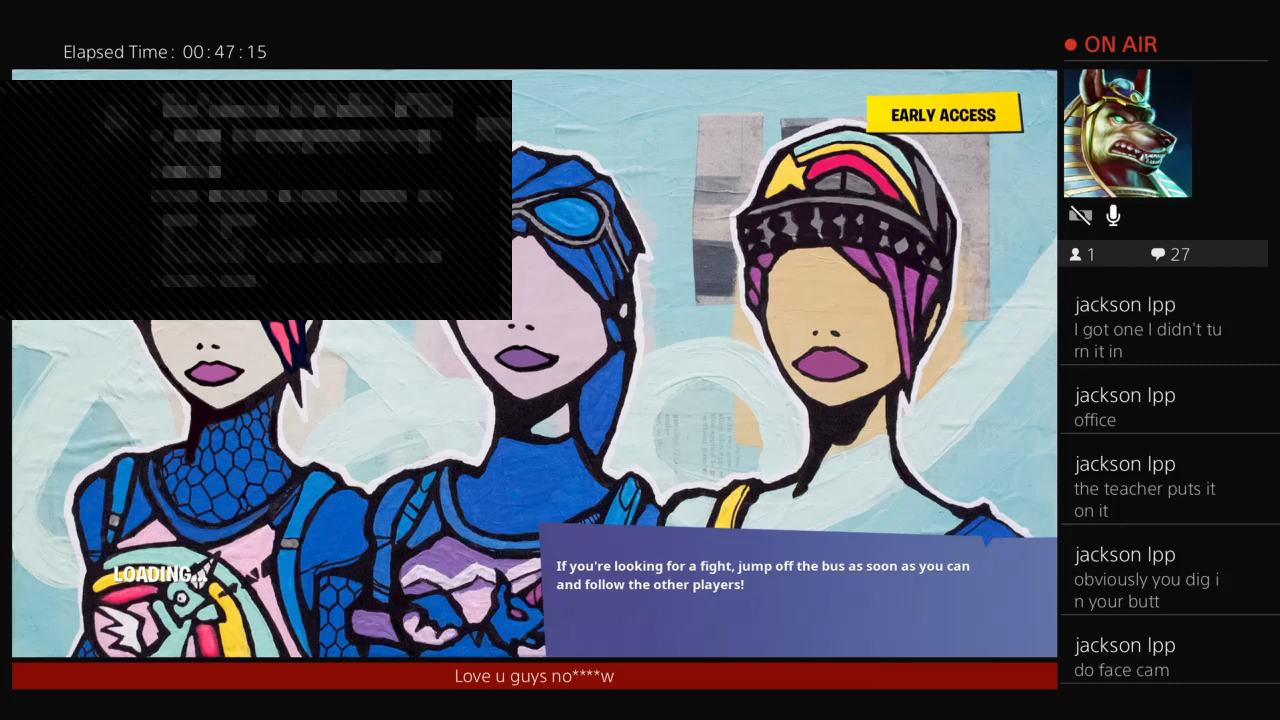 Elapsed Time: 00:47:15
ON AIR
EARLY ACCESS
1
27
jackson lpp
I got one I didn't tu
rn it in
jackson lpp
office
jackson lpp
the teacher puts it
on it
jackson lpp
obviously you dig i
n your butt
jackson lpp
do face cam
LOADING...
If you're looking for a fight, jump off the bus as soon as you can
and follow the other players!
Love u guys no****w